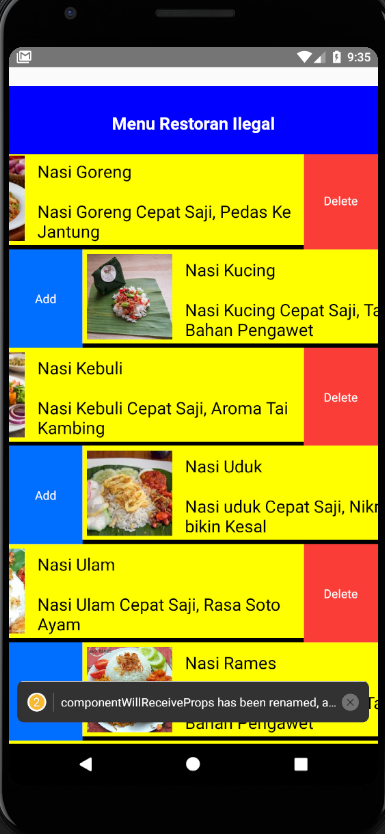 9:35
Menu Restoran Ilegal
Nasi Goreng
Nasi Goreng Cepat Saji, Pedas Ke
Jantung
Delete
Add
Nasi Kucing
Nasi Kucing Cepat Saji, Ta
Bahan Pengawet
Nasi Kebuli
Nasi Kebuli Cepat Saji, Aroma Tai
Kambing
Delete
Add
Nasi Uduk
Nasi uduk Cepat Saji, Nikr
bikin Kesal
Nasi Ulam
Nasi Ulam Cepat Saji, Rasa Soto
Ayam
Delete
Nasi Rames
2 componentWillReceiveProps has been renamed, a...
Bahan Pengawet